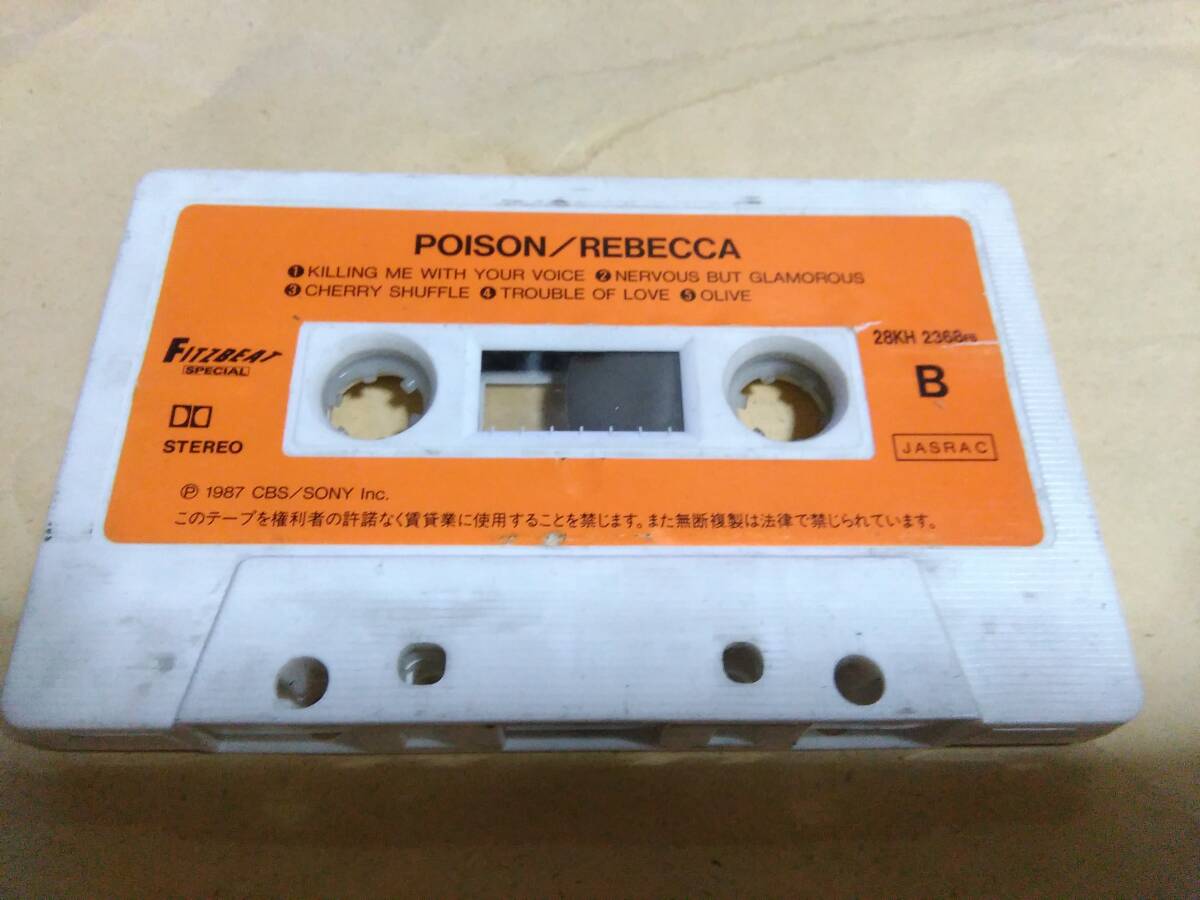 POISON/REBECCA
❶KILLING ME WITH YOUR VOICE ❷NERVOUS BUT GLAMOROUS
❸CHERRY SHUFFLE ❹TROUBLE OF LOVE ❺OLIVE
FITZBEAT
SPECIAL
28KH 2368
B
STEREO
JASRAC
Ⓟ 1987 CBS/SONY Inc.
このテープを権利者の許諾なく賃貸業に使用することを禁じます。また無断複製は法律で禁じられています。